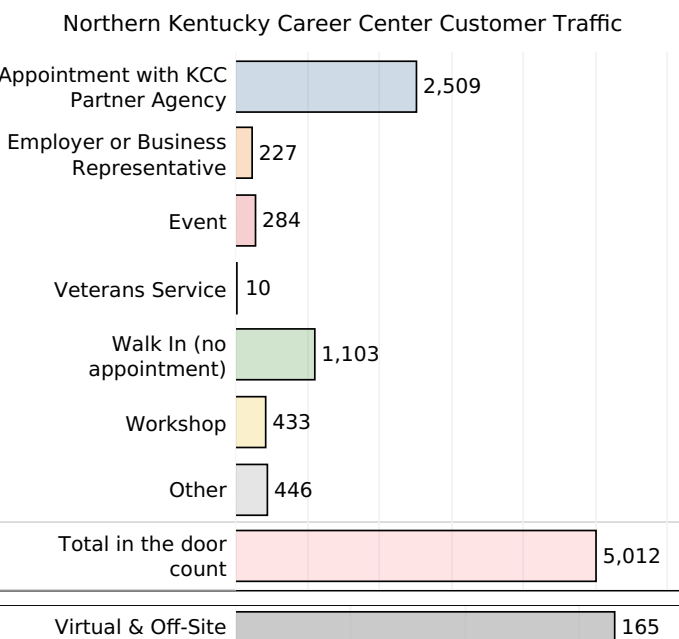 Northern Kentucky Career Center Customer Traffic
Appointment with KCC
Partner Agency
2,509
Employer or Business
Representative
227
Event
284
Veterans Service
10
Walk In (no
appointment)
1,103
Workshop
433
Other
446
Total in the door
count
5,012
Virtual & Off-Site
165